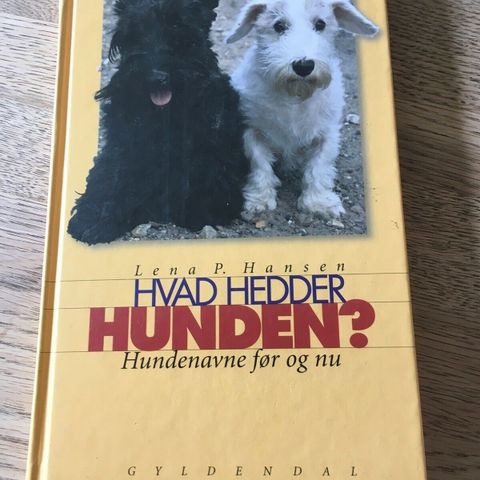 Lena P. Hansen
HVAD HEDDER
HUNDEN?
Hundenavne før og nu
GYLDENDAL